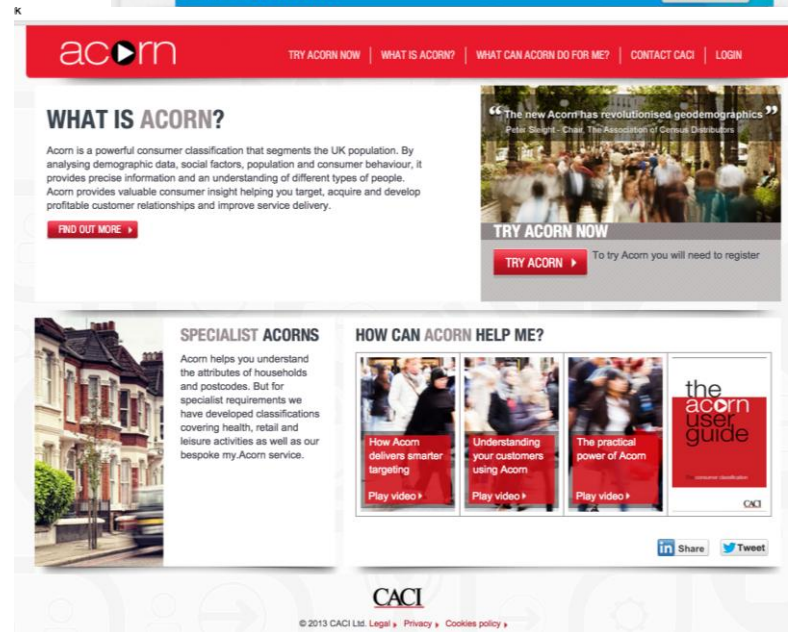 K
acorn
TRY ACORN NOW | WHAT IS ACORN? | WHAT CAN ACORN DO FOR ME? | CONTACT CACI | LOGIN
WHAT IS ACORN?
Acorn is a powerful consumer classification that segments the UK population. By
analysing demographic data, social factors, population and consumer behaviour, it
provides precise information and an understanding of different types of people.
Acorn provides valuable consumer insight helping you target, acquire and develop
profitable customer relationships and improve service delivery.
FIND OUT MORE
“The new Acorn has revolutionised geodemographics”
Peter Sleight - Chair, The Association of Census Distributors
TRY ACORN NOW
TRY ACORN
To try Acorn you will need to register
SPECIALIST ACORNS
Acorn helps you understand
the attributes of households
and postcodes. But for
specialist requirements we
have developed classifications
covering health, retail and
leisure activities as well as our
bespoke my.Acorn service.
HOW CAN ACORN HELP ME?
How Acorn
delivers smarter
targeting
Play video
Understanding
your customers
using Acorn
Play video
The practical
power of Acorn
Play video
the
acorn
user
guide
consumer classification
CACI
in Share
Tweet
CACI
© 2013 CACI Ltd. Legal Privacy Cookies policy